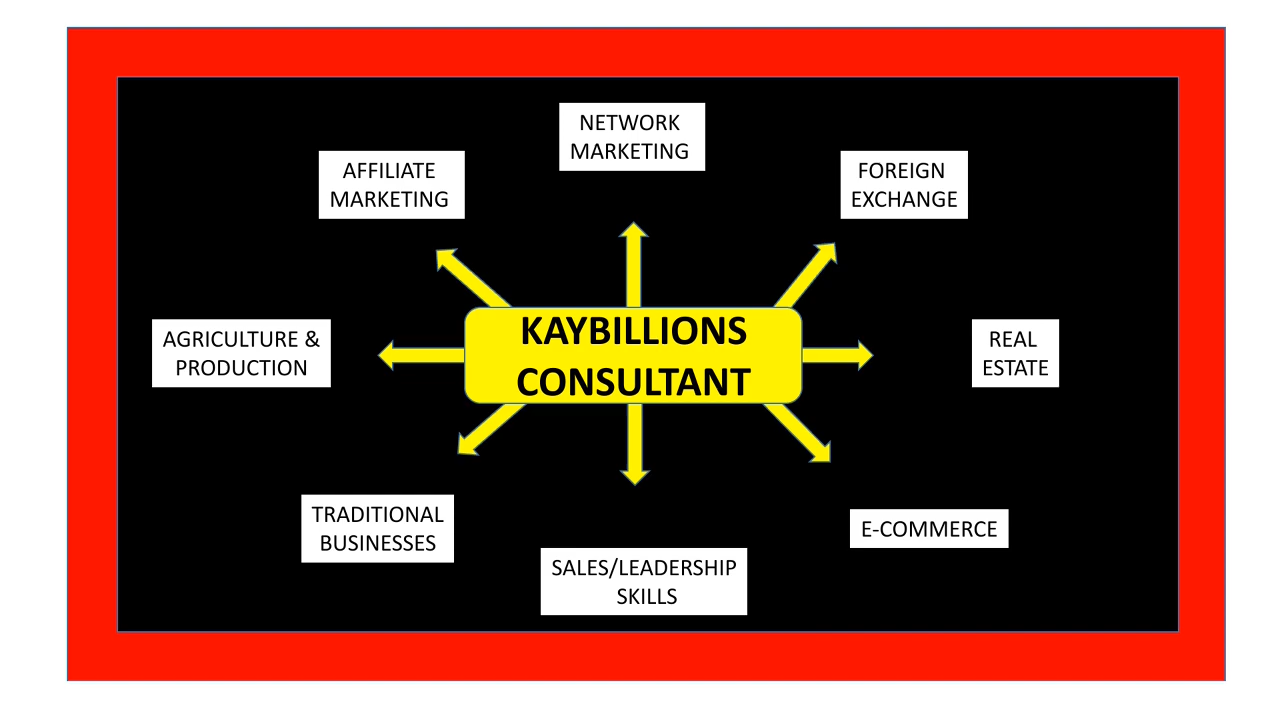 NETWORK
MARKETING
AFFILIATE
MARKETING
FOREIGN
EXCHANGE
AGRICULTURE &
PRODUCTION
KAYBILLIONS
CONSULTANT
REAL
ESTATE
TRADITIONAL
BUSINESSES
SALES/LEADERSHIP
SKILLS
E-COMMERCE